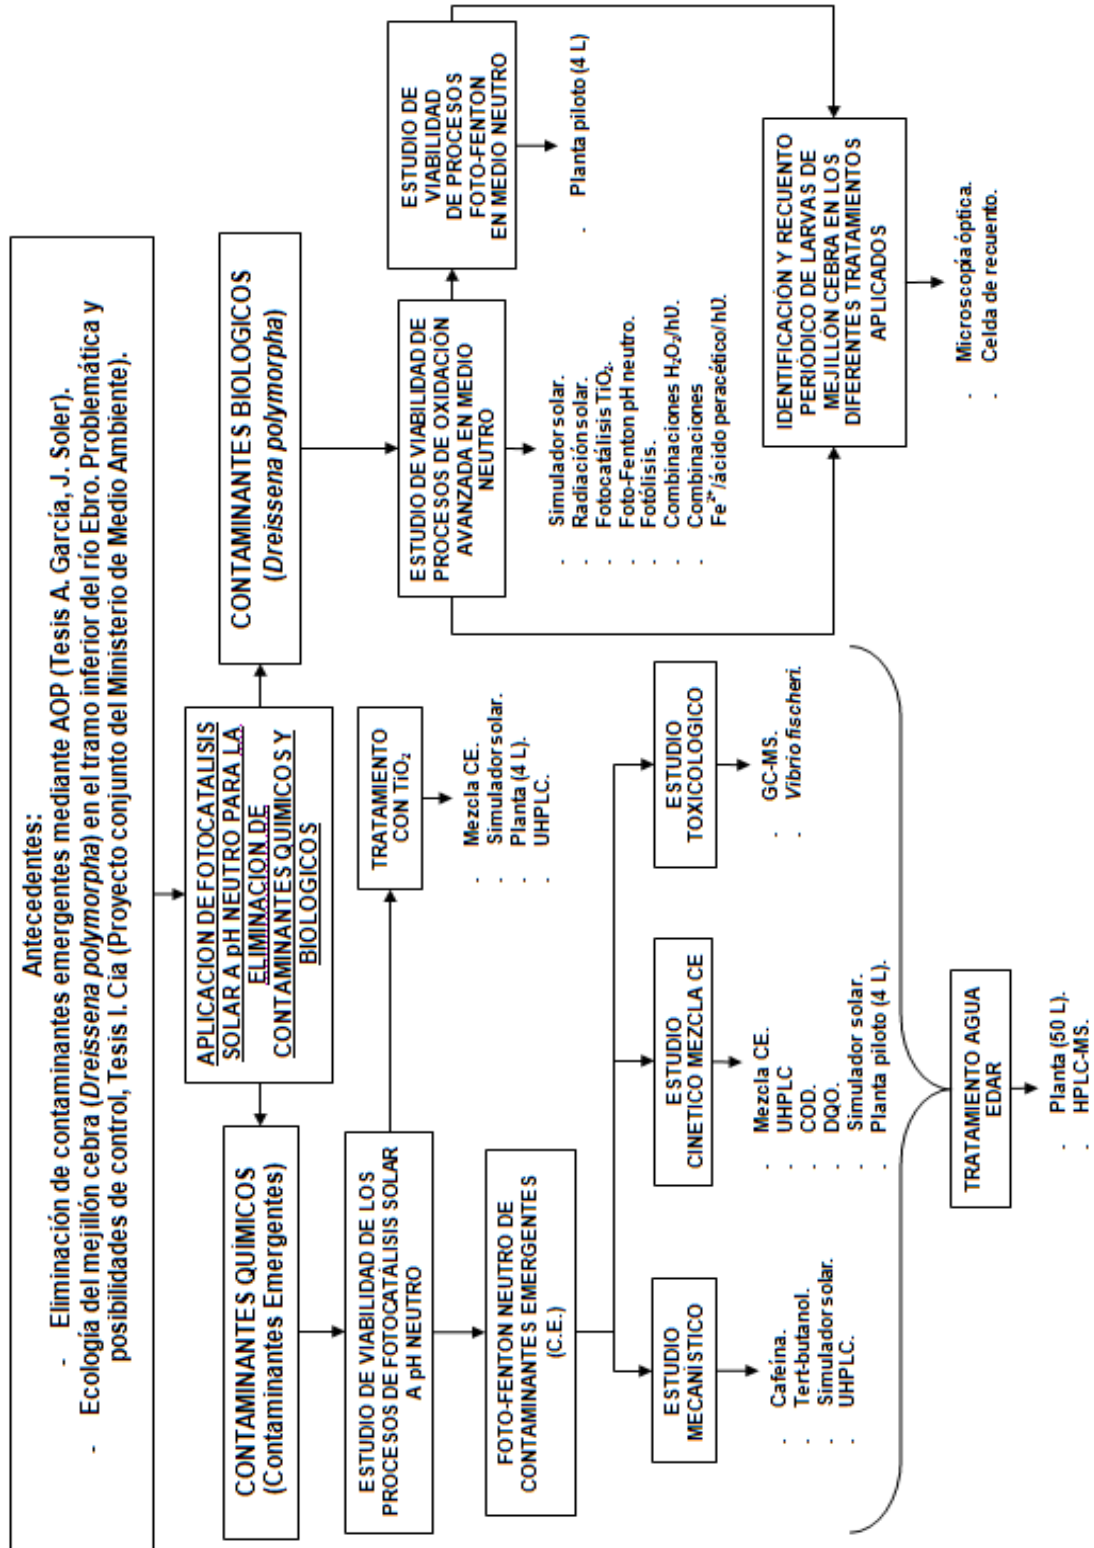 Antecedentes:
- Eliminación de contaminantes emergentes mediante AOP (Tesis A. García, J. Soler).
- Ecología del mejillón cebra (Dreissena polymorpha) en el tramo inferior del río Ebro. Problemática y
posibilidades de control, Tesis I. Cía (Proyecto conjunto del Ministerio de Medio Ambiente).
APLICACION DE FOTOCATALISIS
SOLAR A pH NEUTRO PARA LA
ELIMINACION DE
CONTAMINANTES QUIMICOS Y
BIOLOGICOS
CONTAMINANTES QUÍMICOS
(Contaminantes Emergentes)
CONTAMINANTES BIOLOGICOS
(Dreissena polymorpha)
ESTUDIO DE VIABILIDAD DE LOS
PROCESOS DE FOTOCATÁLISIS SOLAR
A pH NEUTRO
TRATAMIENTO
CON TiO₂
- Mezcla CE.
- Simulador solar.
- Planta (4 L).
- UHPLC.
FOTO-FENTON NEUTRO DE
CONTAMINANTES EMERGENTES
(C.E.)
ESTUDIO
MECANÍSTICO
- Cafeína.
- Tert-butanol.
- Simulador solar.
- UHPLC.
ESTUDIO
CINETICO MEZCLA CE
- Mezcla CE.
- UHPLC
- COD.
- DQO.
- Simulador solar.
- Planta piloto (4 L).
ESTUDIO
TOXICOLOGICO
- GC-MS.
- Vibrio fischeri.
TRATAMIENTO AGUA
EDAR
- Planta (50 L).
- HPLC-MS.
ESTUDIO DE VIABILIDAD DE
PROCESOS DE OXIDACIÓN
AVANZADA EN MEDIO
NEUTRO
- Simulador solar.
- Radiación solar.
- Fotocatálisis TiO₂.
- Foto-Fenton pH neutro.
- Fotólisis.
- Combinaciones H₂O₂/hU.
- Combinaciones
- Fe²⁺/ácido peracético/hU.
ESTUDIO DE
VIABILIDAD
DE PROCESOS
FOTO-FENTON
EN MEDIO NEUTRO
- Planta piloto (4 L)
IDENTIFICACIÓN Y RECUENTO
PERIÓDICO DE LARVAS DE
MEJILLÓN CEBRA EN LOS
DIFERENTES TRATAMIENTOS
APLICADOS
- Microscopía óptica.
- Celda de recuento.